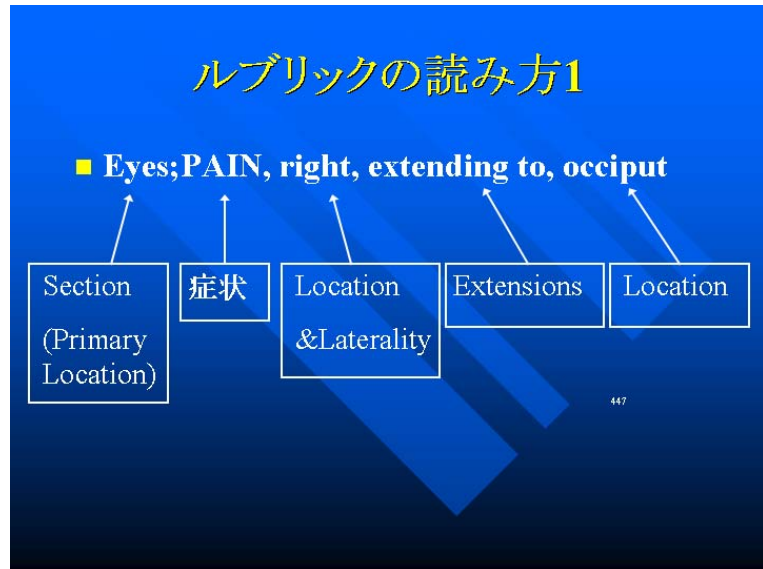 ルブリックの読み方1
Eyes;PAIN, right, extending to, occiput
Section
(Primary
Location)
症状
Location
&Laterality
Extensions
Location
447